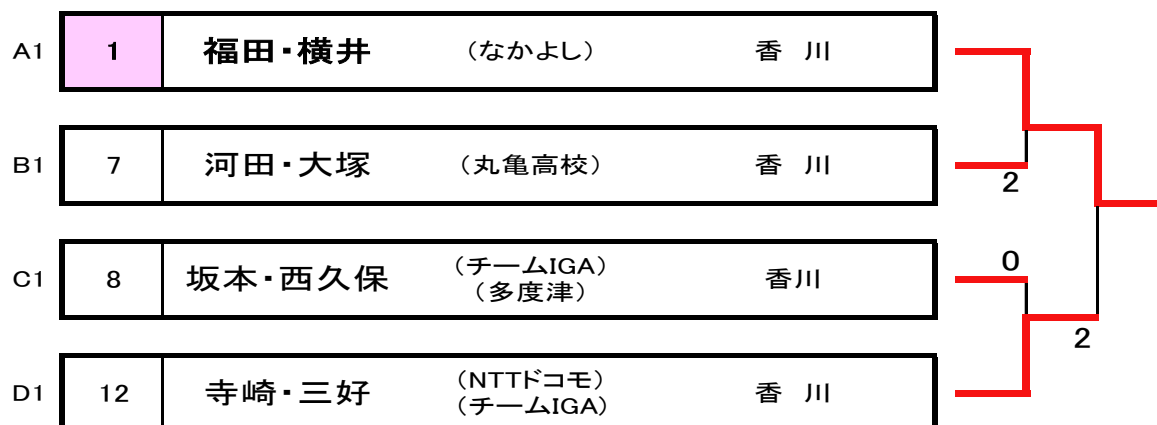 A1 1 福田・横井 (なかよし) 香 川
B1 7 河田・大塚 (丸亀高校) 香 川
2
C1 8 坂本・西久保 (チームIGA) 香川
(多度津)
0
2
D1 12 寺崎・三好 (NTTドコモ) 香 川
(チームIGA)